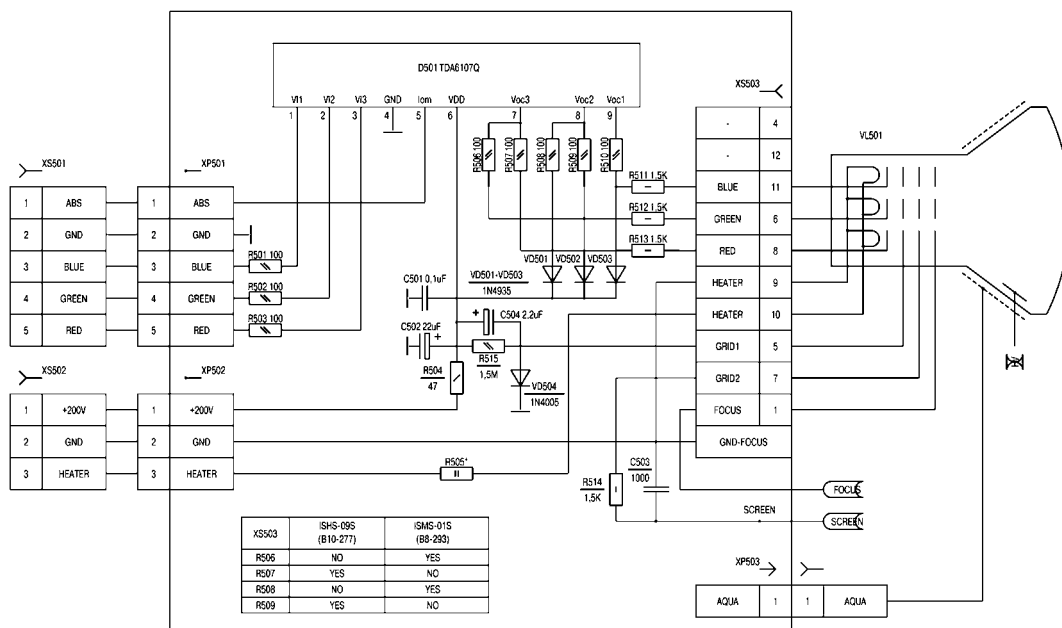 D501 TDA6107Q
Vi1 Vi2 Vi3 GND Iom VDD Voc3 Voc2 Voc1
1 2 3 4 5 6 7 8 9
R506 100
R507 100
R508 100
R509 100
R510 100
XS503
- 4
- 12
BLUE 11
GREEN 6
RED 8
HEATER 9
HEATER 10
GRID1 5
GRID2 7
FOCUS 1
GND-FOCUS
VL501
XS501
1 ABS
2 GND
3 BLUE
4 GREEN
5 RED
XP501
1 ABS
2 GND
3 BLUE
4 GREEN
5 RED
R501 100
R502 100
R503 100
R511 1,5K
R512 1,5K
R513 1.5K
VD501 VD502 VD503
VD501-VD503
1N4935
C501 0,1uF
C502 22uF +
+ C504 2.2uF
R515
1,5M
R504
47
VD504
1N4005
XS502
1 +200V
2 GND
3 HEATER
XP502
1 +200V
2 GND
3 HEATER
R505*
R514
1,5K
C503
1000
FOCUS
SCREEN
SCREEN
XP503
AQUA 1 1 AQUA
XS503 ISHS-09S (B10-277) ISMS-01S (B8-293)
R506 NO YES
R507 YES NO
R508 NO YES
R509 YES NO